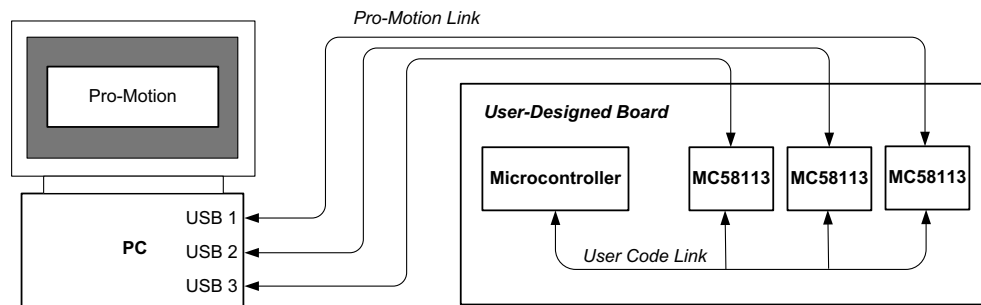 Pro-Motion Link
Pro-Motion
User-Designed Board
Microcontroller
MC58113
MC58113
MC58113
USB 1
PC
USB 2
User Code Link
USB 3